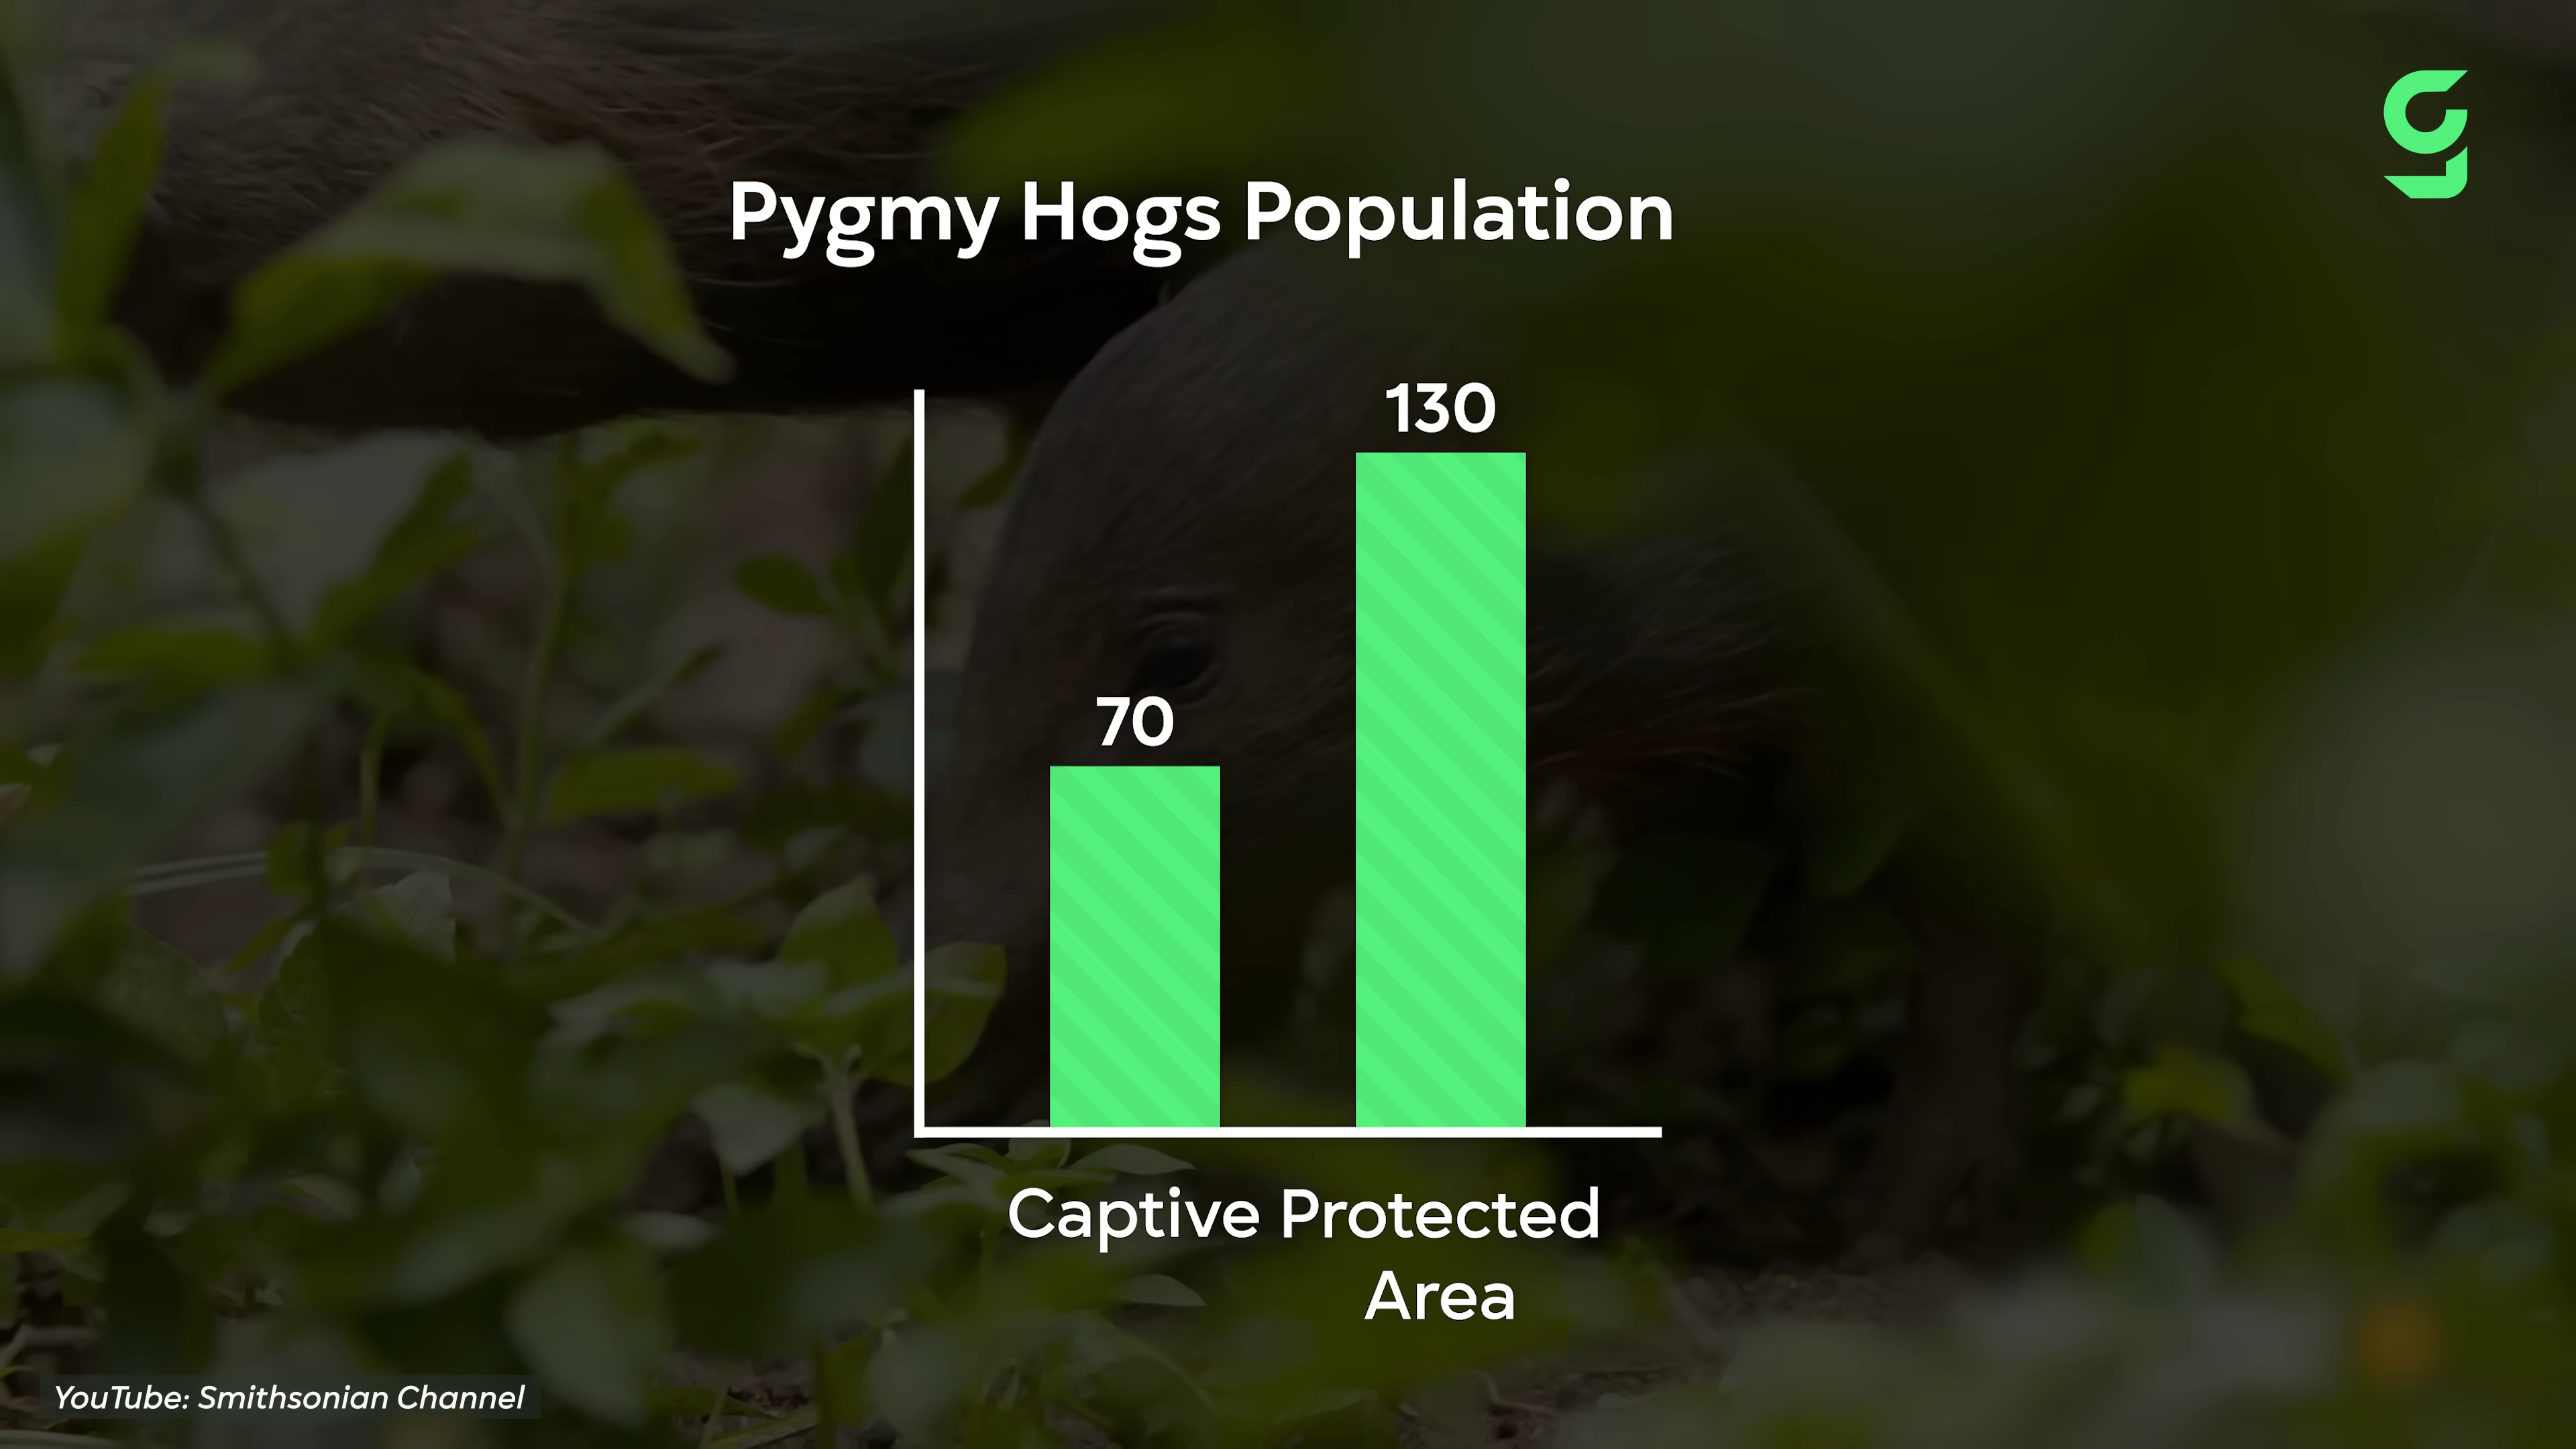 Pygmy Hogs Population
130
70
Captive Protected
Area
YouTube: Smithsonian Channel